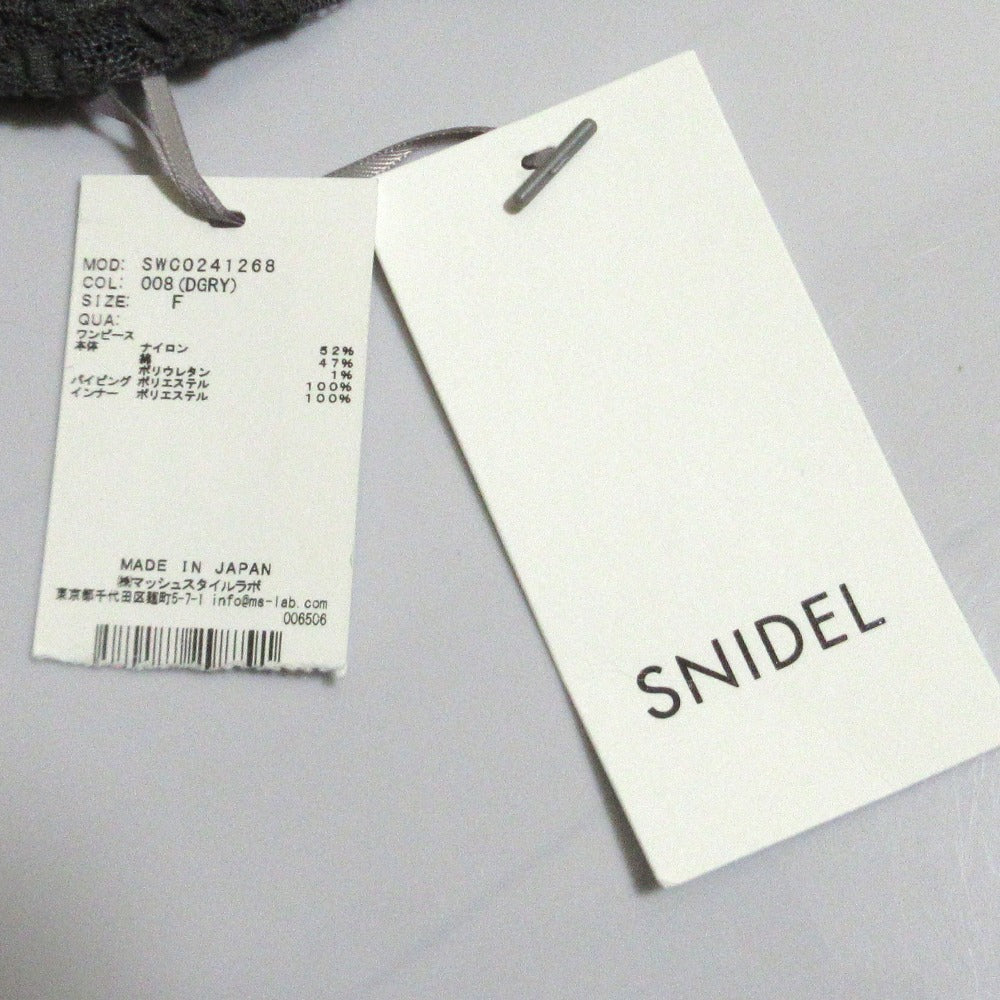 MOD: SWCO241268
COL: 008(DGRY)
SIZE: F
QUA:
ワンピース
本体 ナイロン 52%
綿 47%
ポリウレタン 1%
パイピング ポリエステル 100%
インナー ポリエステル 100%
MADE IN JAPAN
㈱マッシュスタイルラボ
東京都千代田区麹町5-7-1 info@ms-lab.com
006506
SNIDEL